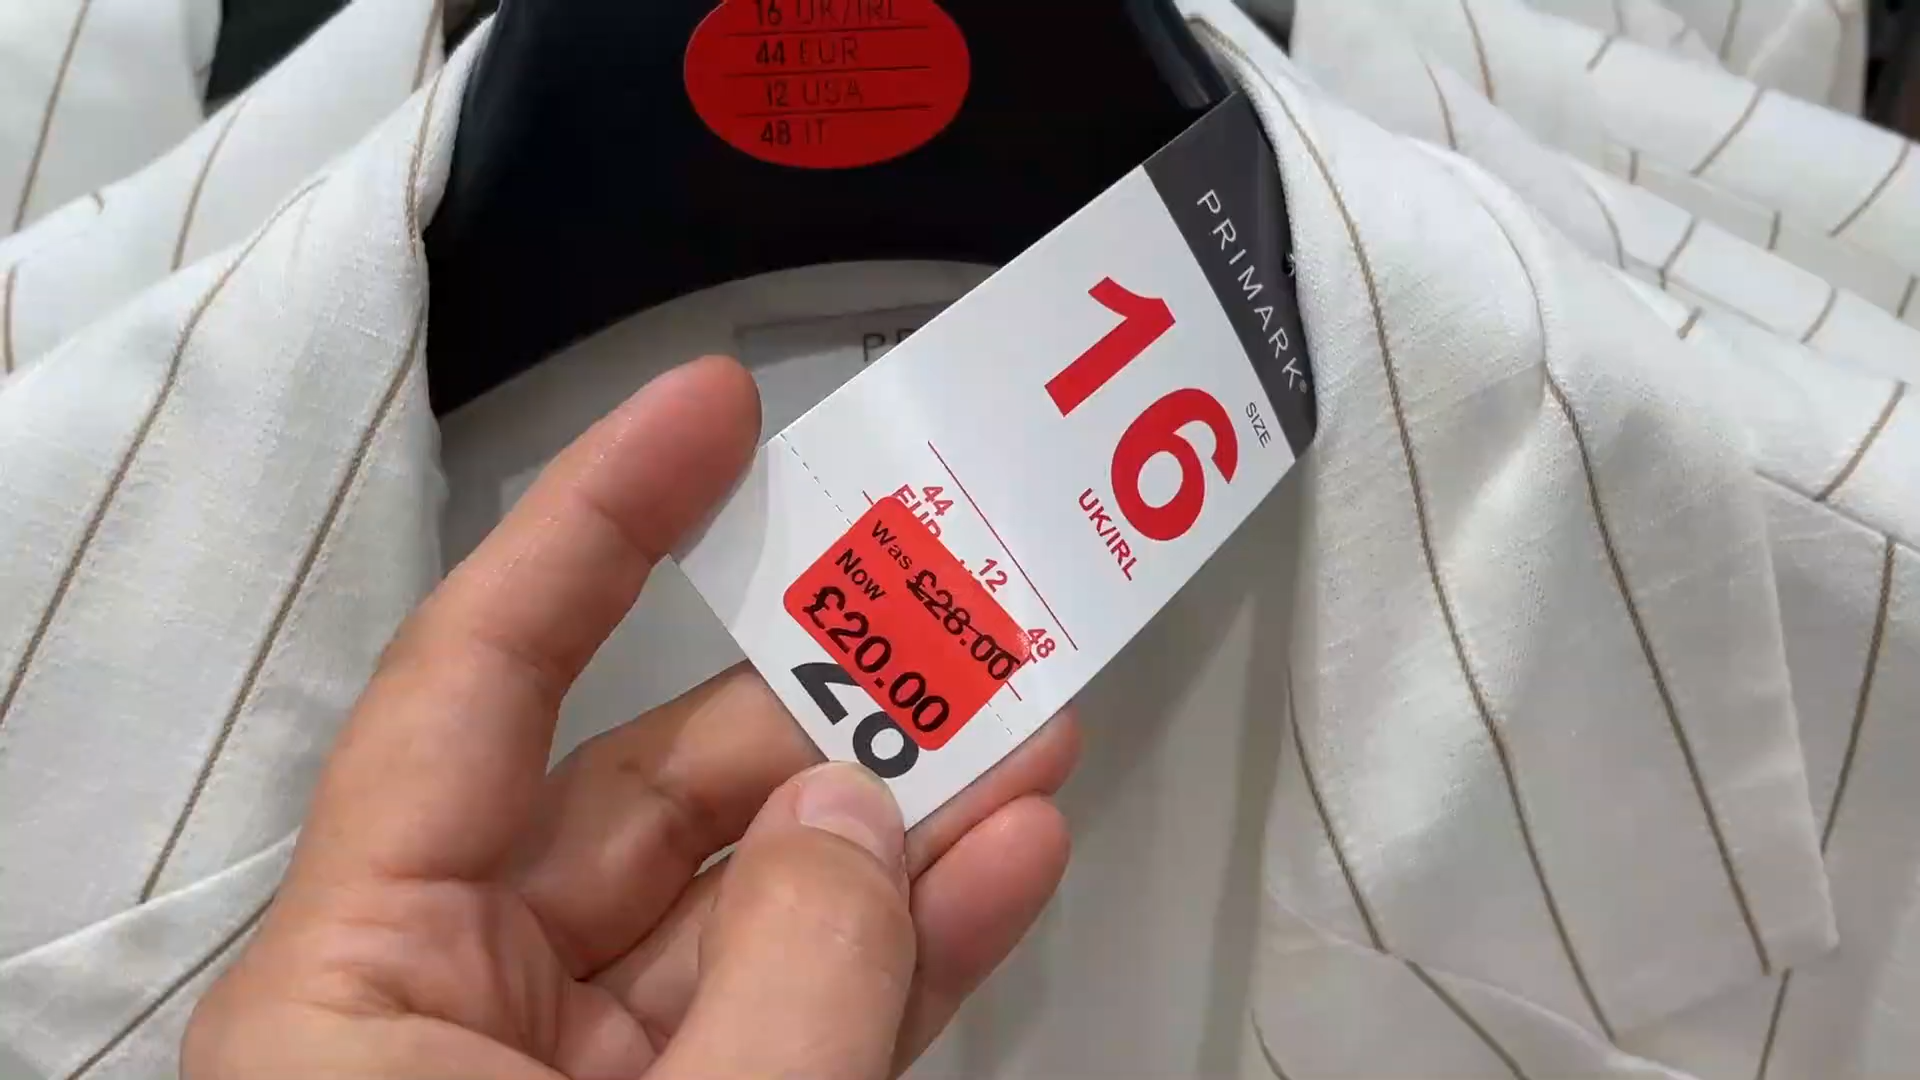 16 UK/IRL
44 EUR
12 USA
48 IT
PRIMARK®
SIZE
16
UK/IRL
44
EUR
12
48
Was £28.00
Now
£20.00